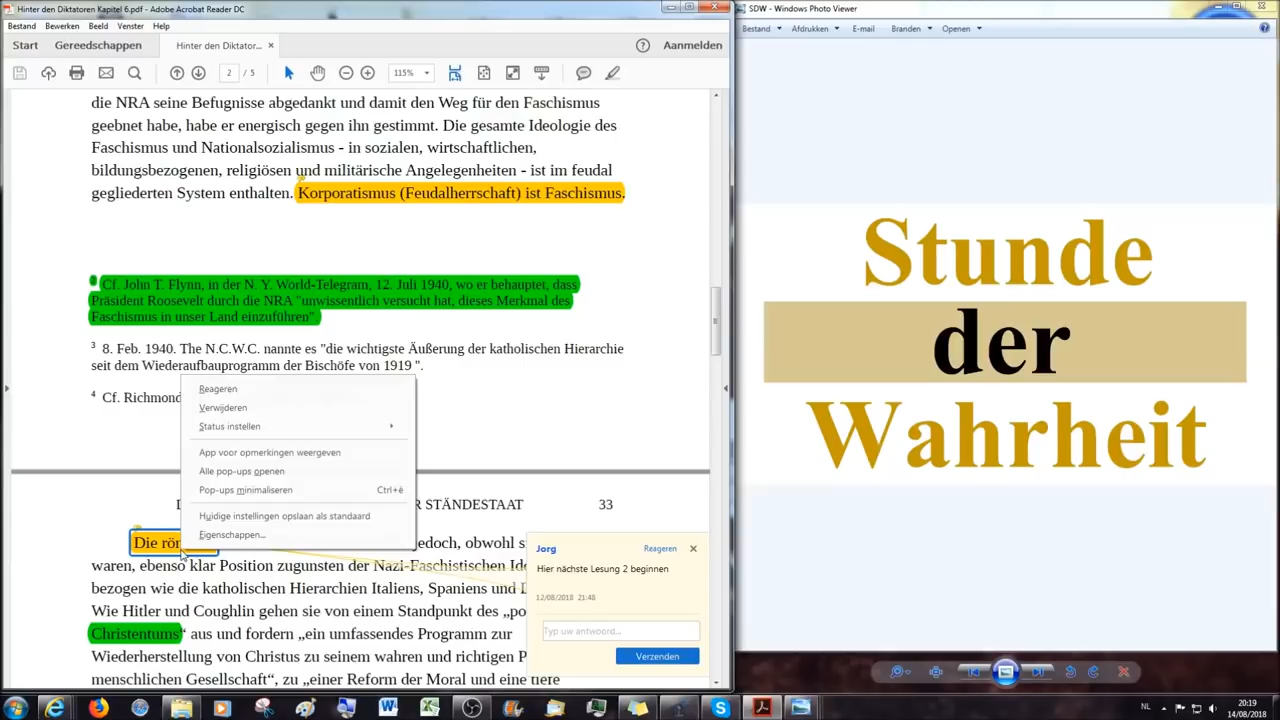 Hinter den Diktatoren Kapitel 6.pdf - Adobe Acrobat Reader DC
Bestand Bewerken Beeld Venster Help
Start Gereedschappen Hinter den Diktator... × Aanmelden
2 / 5 115%
die NRA seine Befugnisse abgedankt und damit den Weg für den Faschismus
geebnet habe, habe er energisch gegen ihn gestimmt. Die gesamte Ideologie des
Faschismus und Nationalsozialismus - in sozialen, wirtschaftlichen,
bildungsbezogenen, religiösen und militärische Angelegenheiten - ist im feudal
gegliederten System enthalten. Korporatismus (Feudalherrschaft) ist Faschismus.
Cf. John T. Flynn, in der N. Y. World-Telegram, 12. Juli 1940, wo er behauptet, dass
Präsident Roosevelt durch die NRA "unwissentlich versucht hat, dieses Merkmal des
Faschismus in unser Land einzuführen".
3 8. Feb. 1940. The N.C.W.C. nannte es "die wichtigste Äußerung der katholischen Hierarchie
seit dem Wiederaufbauprogramm der Bischöfe von 1919 ".
4 Cf. Richmond
Reageren
Verwijderen
Status instellen
App voor opmerkingen weergeven
Alle pop-ups openen
Pop-ups minimaliseren Ctrl+è
Huidige instellingen opslaan als standaard
Eigenschappen...
D R STÄNDESTAAT 33
Die röm edoch, obwohl s
waren, ebenso klar Position zugunsten der Nazi-Faschistischen Ide
bezogen wie die katholischen Hierarchien Italiens, Spaniens und D
Wie Hitler und Coughlin gehen sie von einem Standpunkt des „po
Christentums“ aus und fordern „ein umfassendes Programm zur
Wiederherstellung von Christus zu seinem wahren und richtigen P
menschlichen Gesellschaft“, zu „einer Reform der Moral und eine tiefe
Jorg Reageren
Hier nächste Lesung 2 beginnen
12/08/2018 21:48
Typ uw antwoord...
Verzenden
SDW - Windows Photo Viewer
Bestand Afdrukken E-mail Branden Openen
Stunde
der
Wahrheit
NL 20:19
14/08/2018